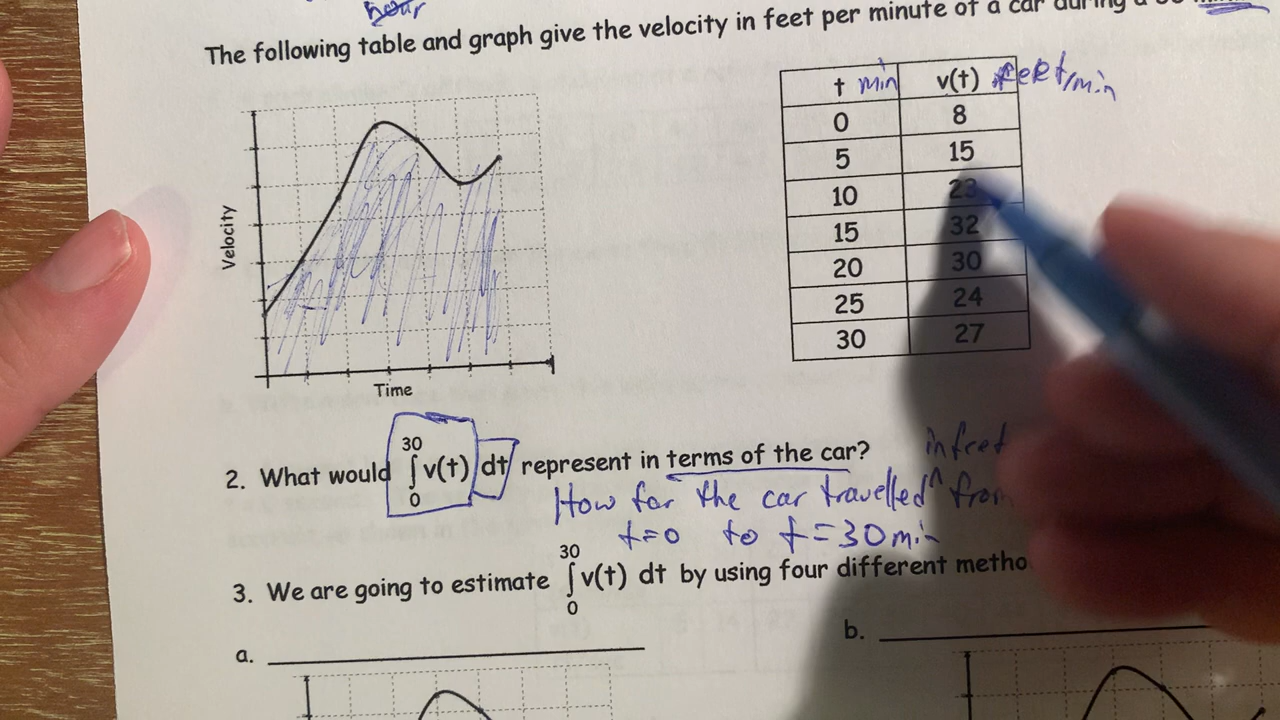 hour
The following table and graph give the velocity in feet per minute of a car during a
t min v(t) feet/min
0 8
5 15
10 23
15 32
20 30
25 24
30 27
Velocity
Time
2. What would ∫₀³⁰ v(t) dt represent in terms of the car?
in feet
How far the car travelled ^ from
t=0 to t=30 min
3. We are going to estimate ∫₀³⁰ v(t) dt by using four different metho
a.
b.